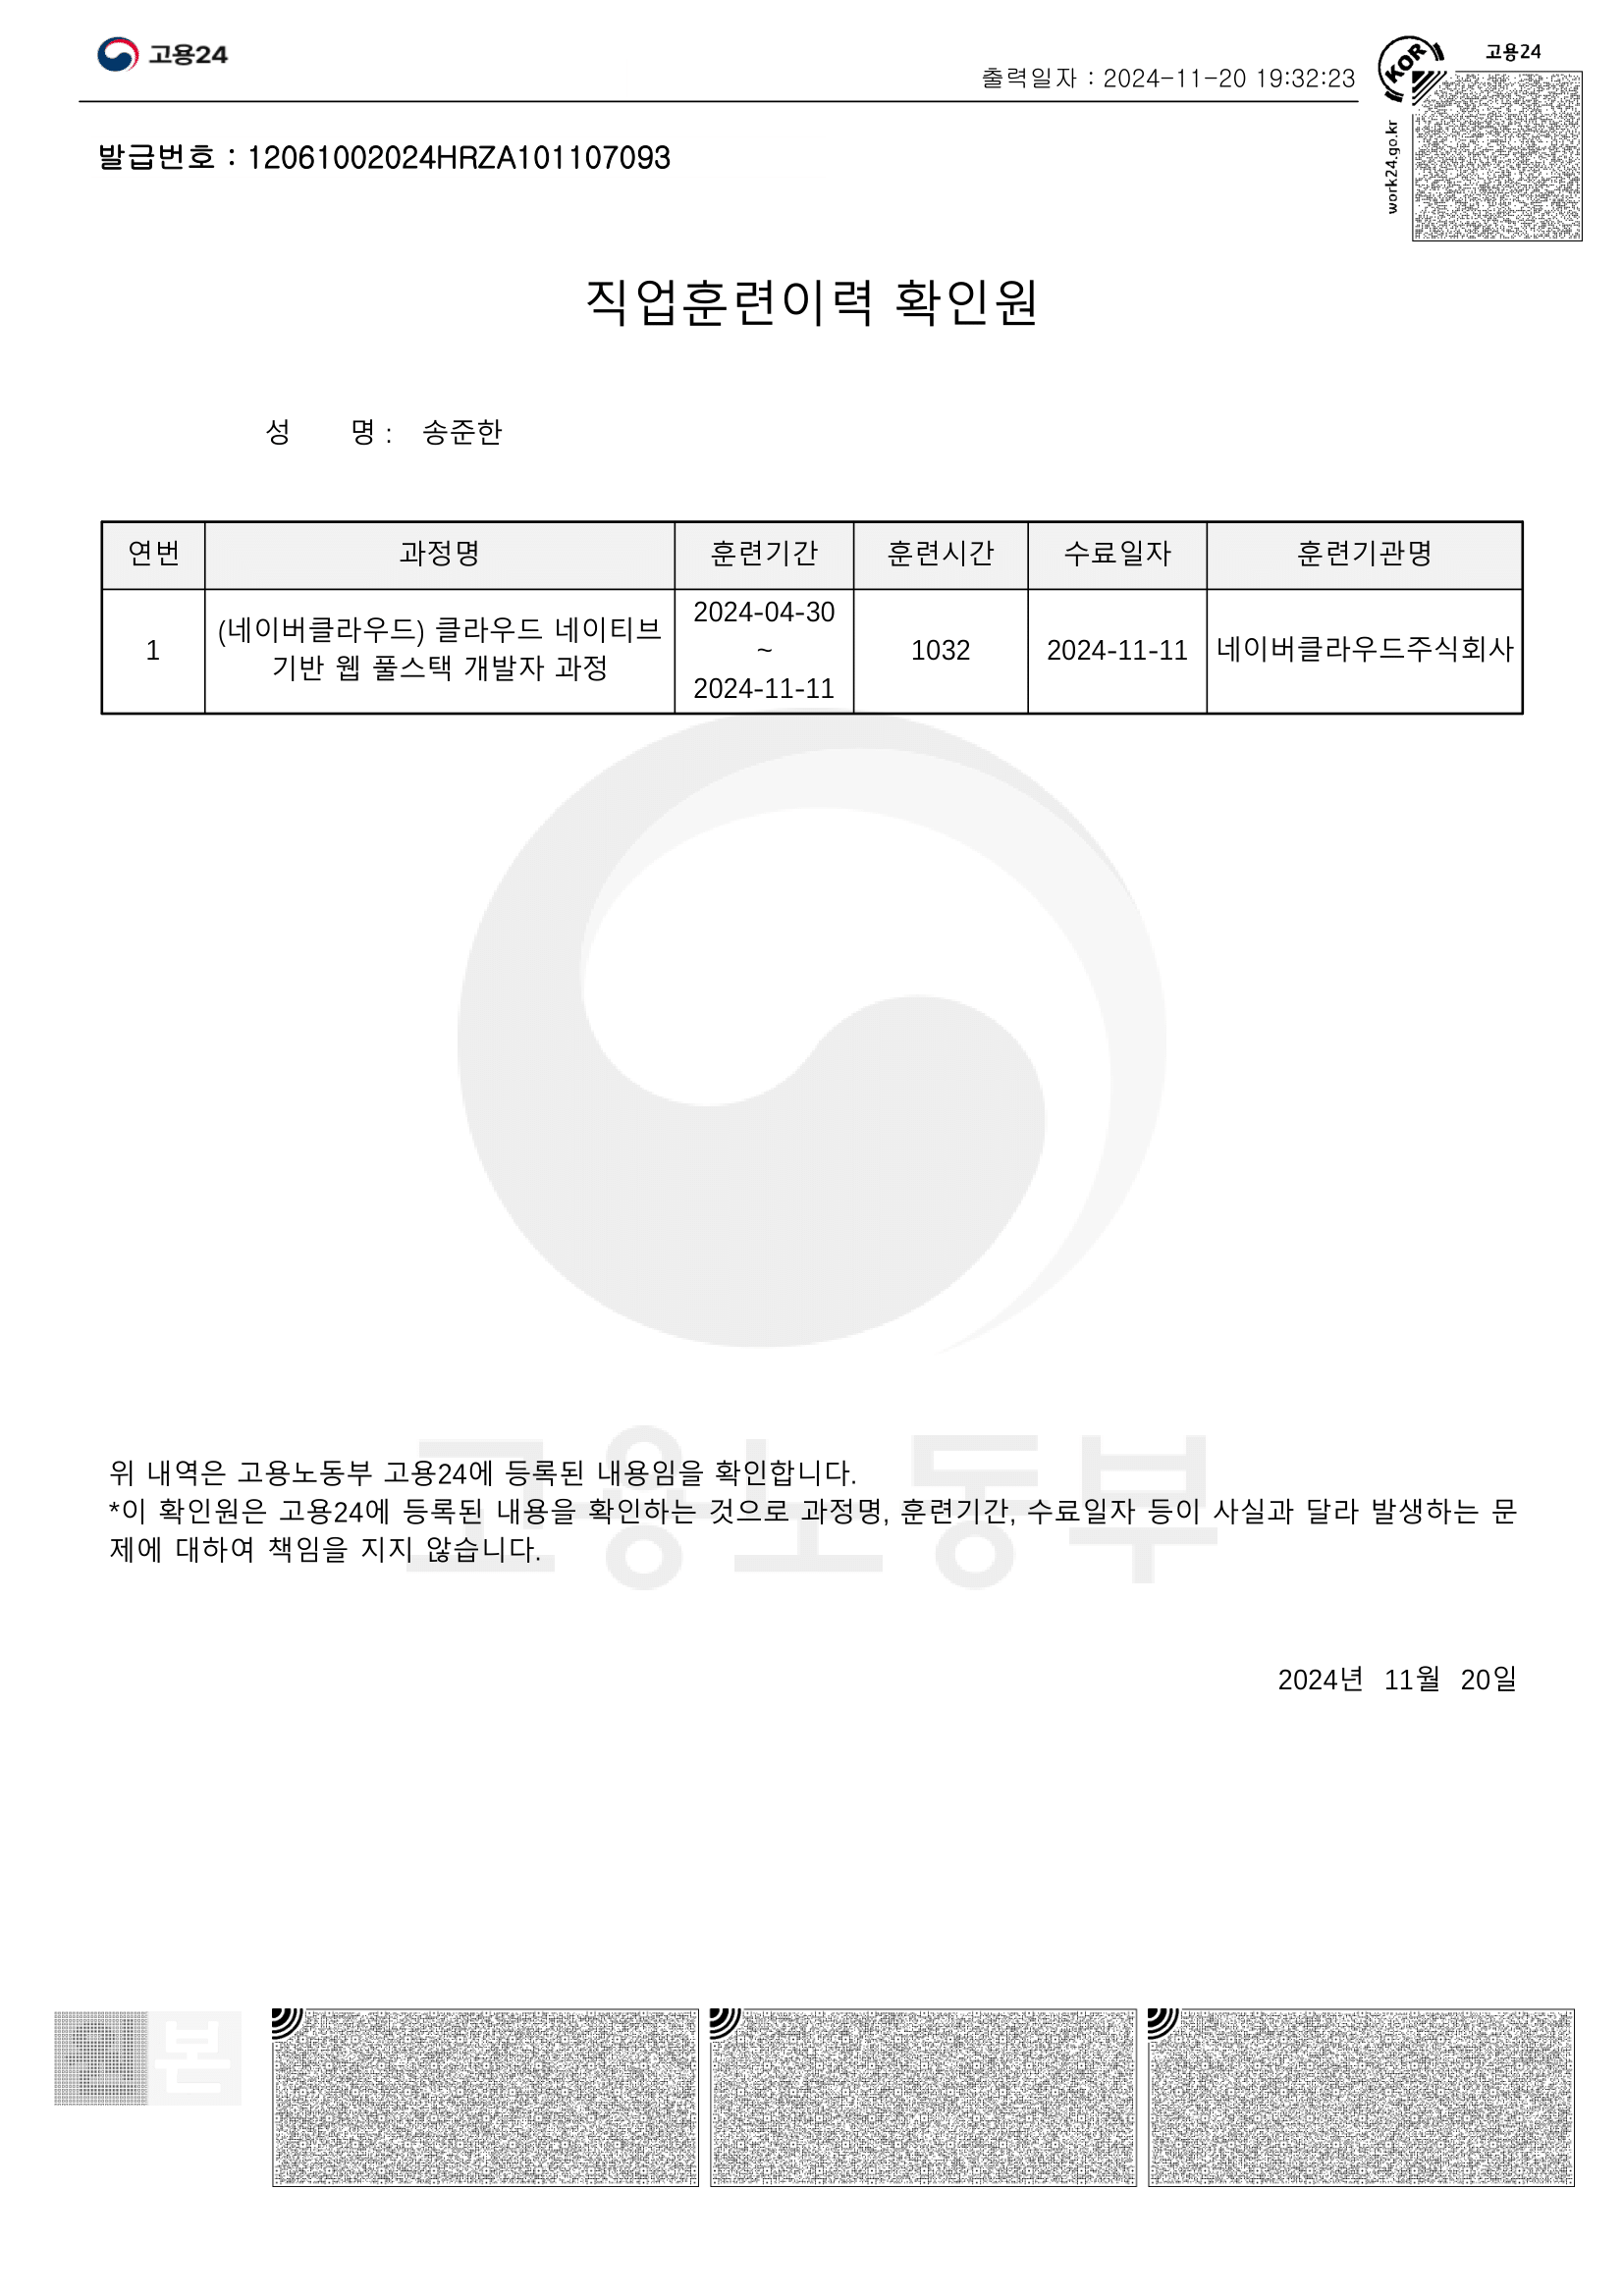 고용24
출력일자 : 2024-11-20 19:32:23
KOR
고용24
work24.go.kr
발급번호 : 12061002024HRZA101107093
직업훈련이력 확인원
성 명 : 송준한
연번 과정명 훈련기간 훈련시간 수료일자 훈련기관명
1 (네이버클라우드) 클라우드 네이티브 기반 웹 풀스택 개발자 과정 2024-04-30 ~ 2024-11-11 1032 2024-11-11 네이버클라우드주식회사
고용노동부
위 내역은 고용노동부 고용24에 등록된 내용임을 확인합니다.
*이 확인원은 고용24에 등록된 내용을 확인하는 것으로 과정명, 훈련기간, 수료일자 등이 사실과 달라 발생하는 문
제에 대하여 책임을 지지 않습니다.
2024년 11월 20일
본